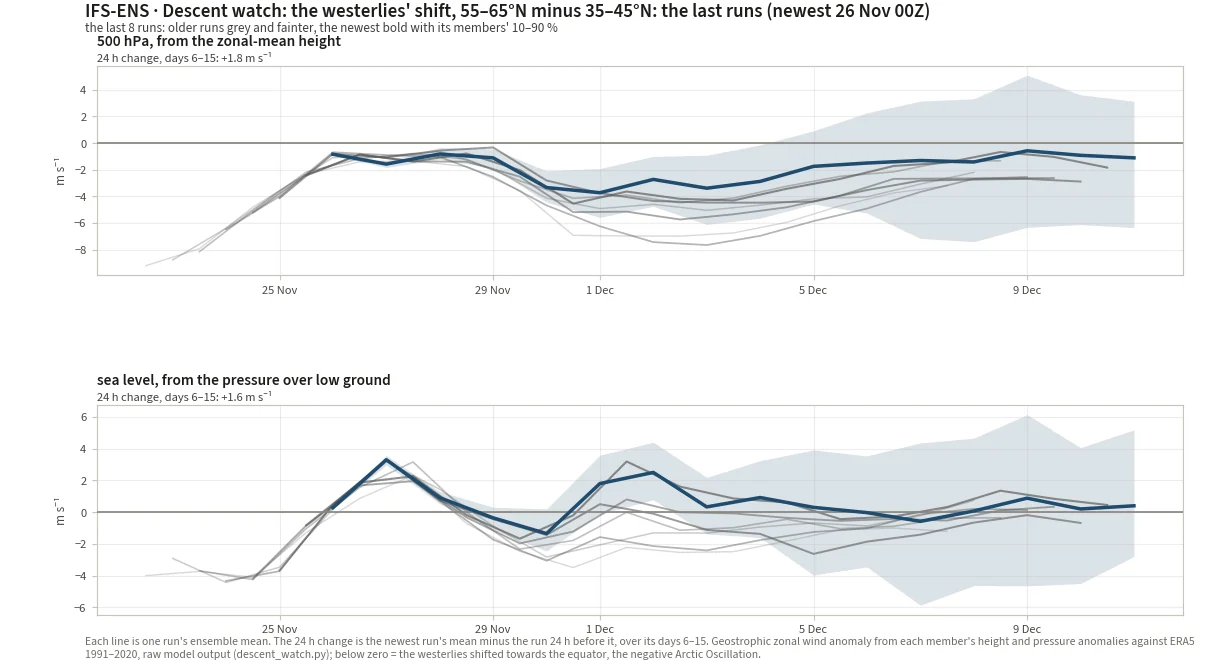 IFS-ENS · Descent watch: the westerlies' shift, 55–65°N minus 35–45°N: the last runs (newest 26 Nov 00Z)
the last 8 runs: older runs grey and fainter, the newest bold with its members' 10–90 %
500 hPa, from the zonal-mean height
24 h change, days 6–15: +1.8 m s⁻¹
4
2
0
−2
−4
−6
−8
m s⁻¹
25 Nov 29 Nov 1 Dec 5 Dec 9 Dec
sea level, from the pressure over low ground
24 h change, days 6–15: +1.6 m s⁻¹
6
4
2
0
−2
−4
−6
m s⁻¹
25 Nov 29 Nov 1 Dec 5 Dec 9 Dec
Each line is one run's ensemble mean. The 24 h change is the newest run's mean minus the run 24 h before it, over its days 6–15. Geostrophic zonal wind anomaly from each member's height and pressure anomalies against ERA5
1991–2020, raw model output (descent_watch.py); below zero = the westerlies shifted towards the equator, the negative Arctic Oscillation.